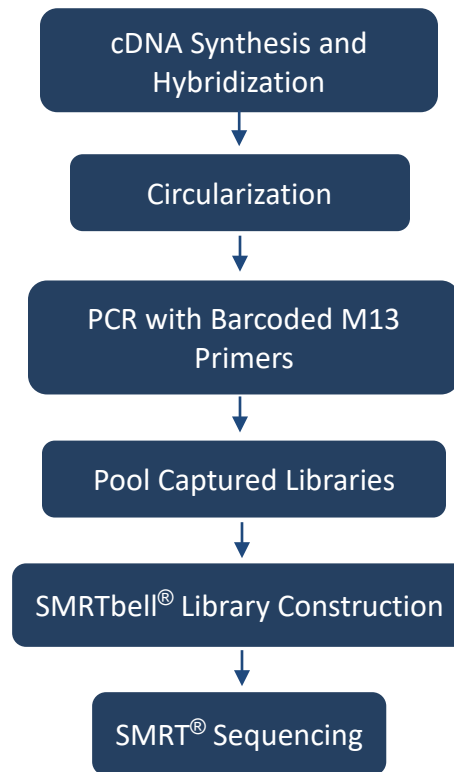 cDNA Synthesis and
Hybridization
Circularization
PCR with Barcoded M13
Primers
Pool Captured Libraries
SMRTbell® Library Construction
SMRT® Sequencing